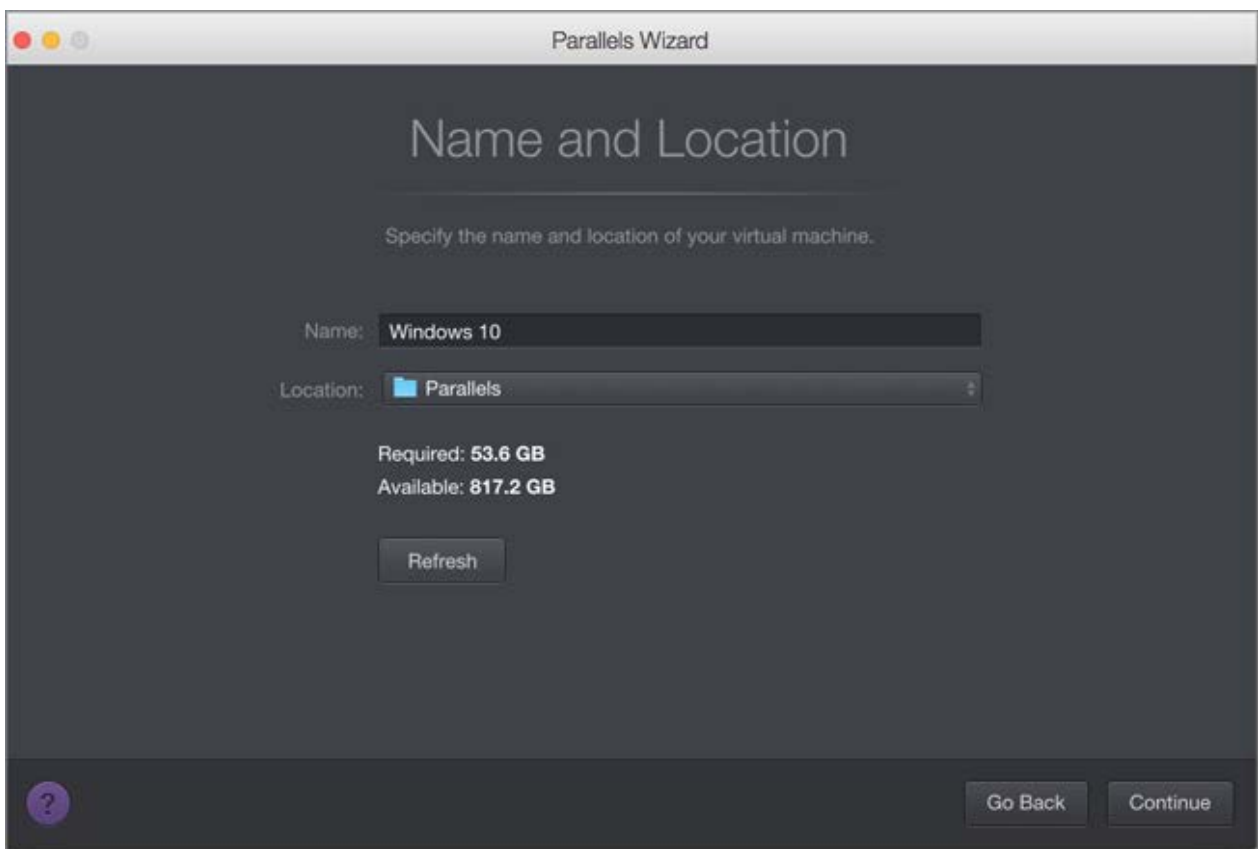 Parallels Wizard
Name and Location
Specify the name and location of your virtual machine.
Name: Windows 10
Location: Parallels
Required: 53.6 GB
Available: 817.2 GB
Refresh
? Go Back Continue